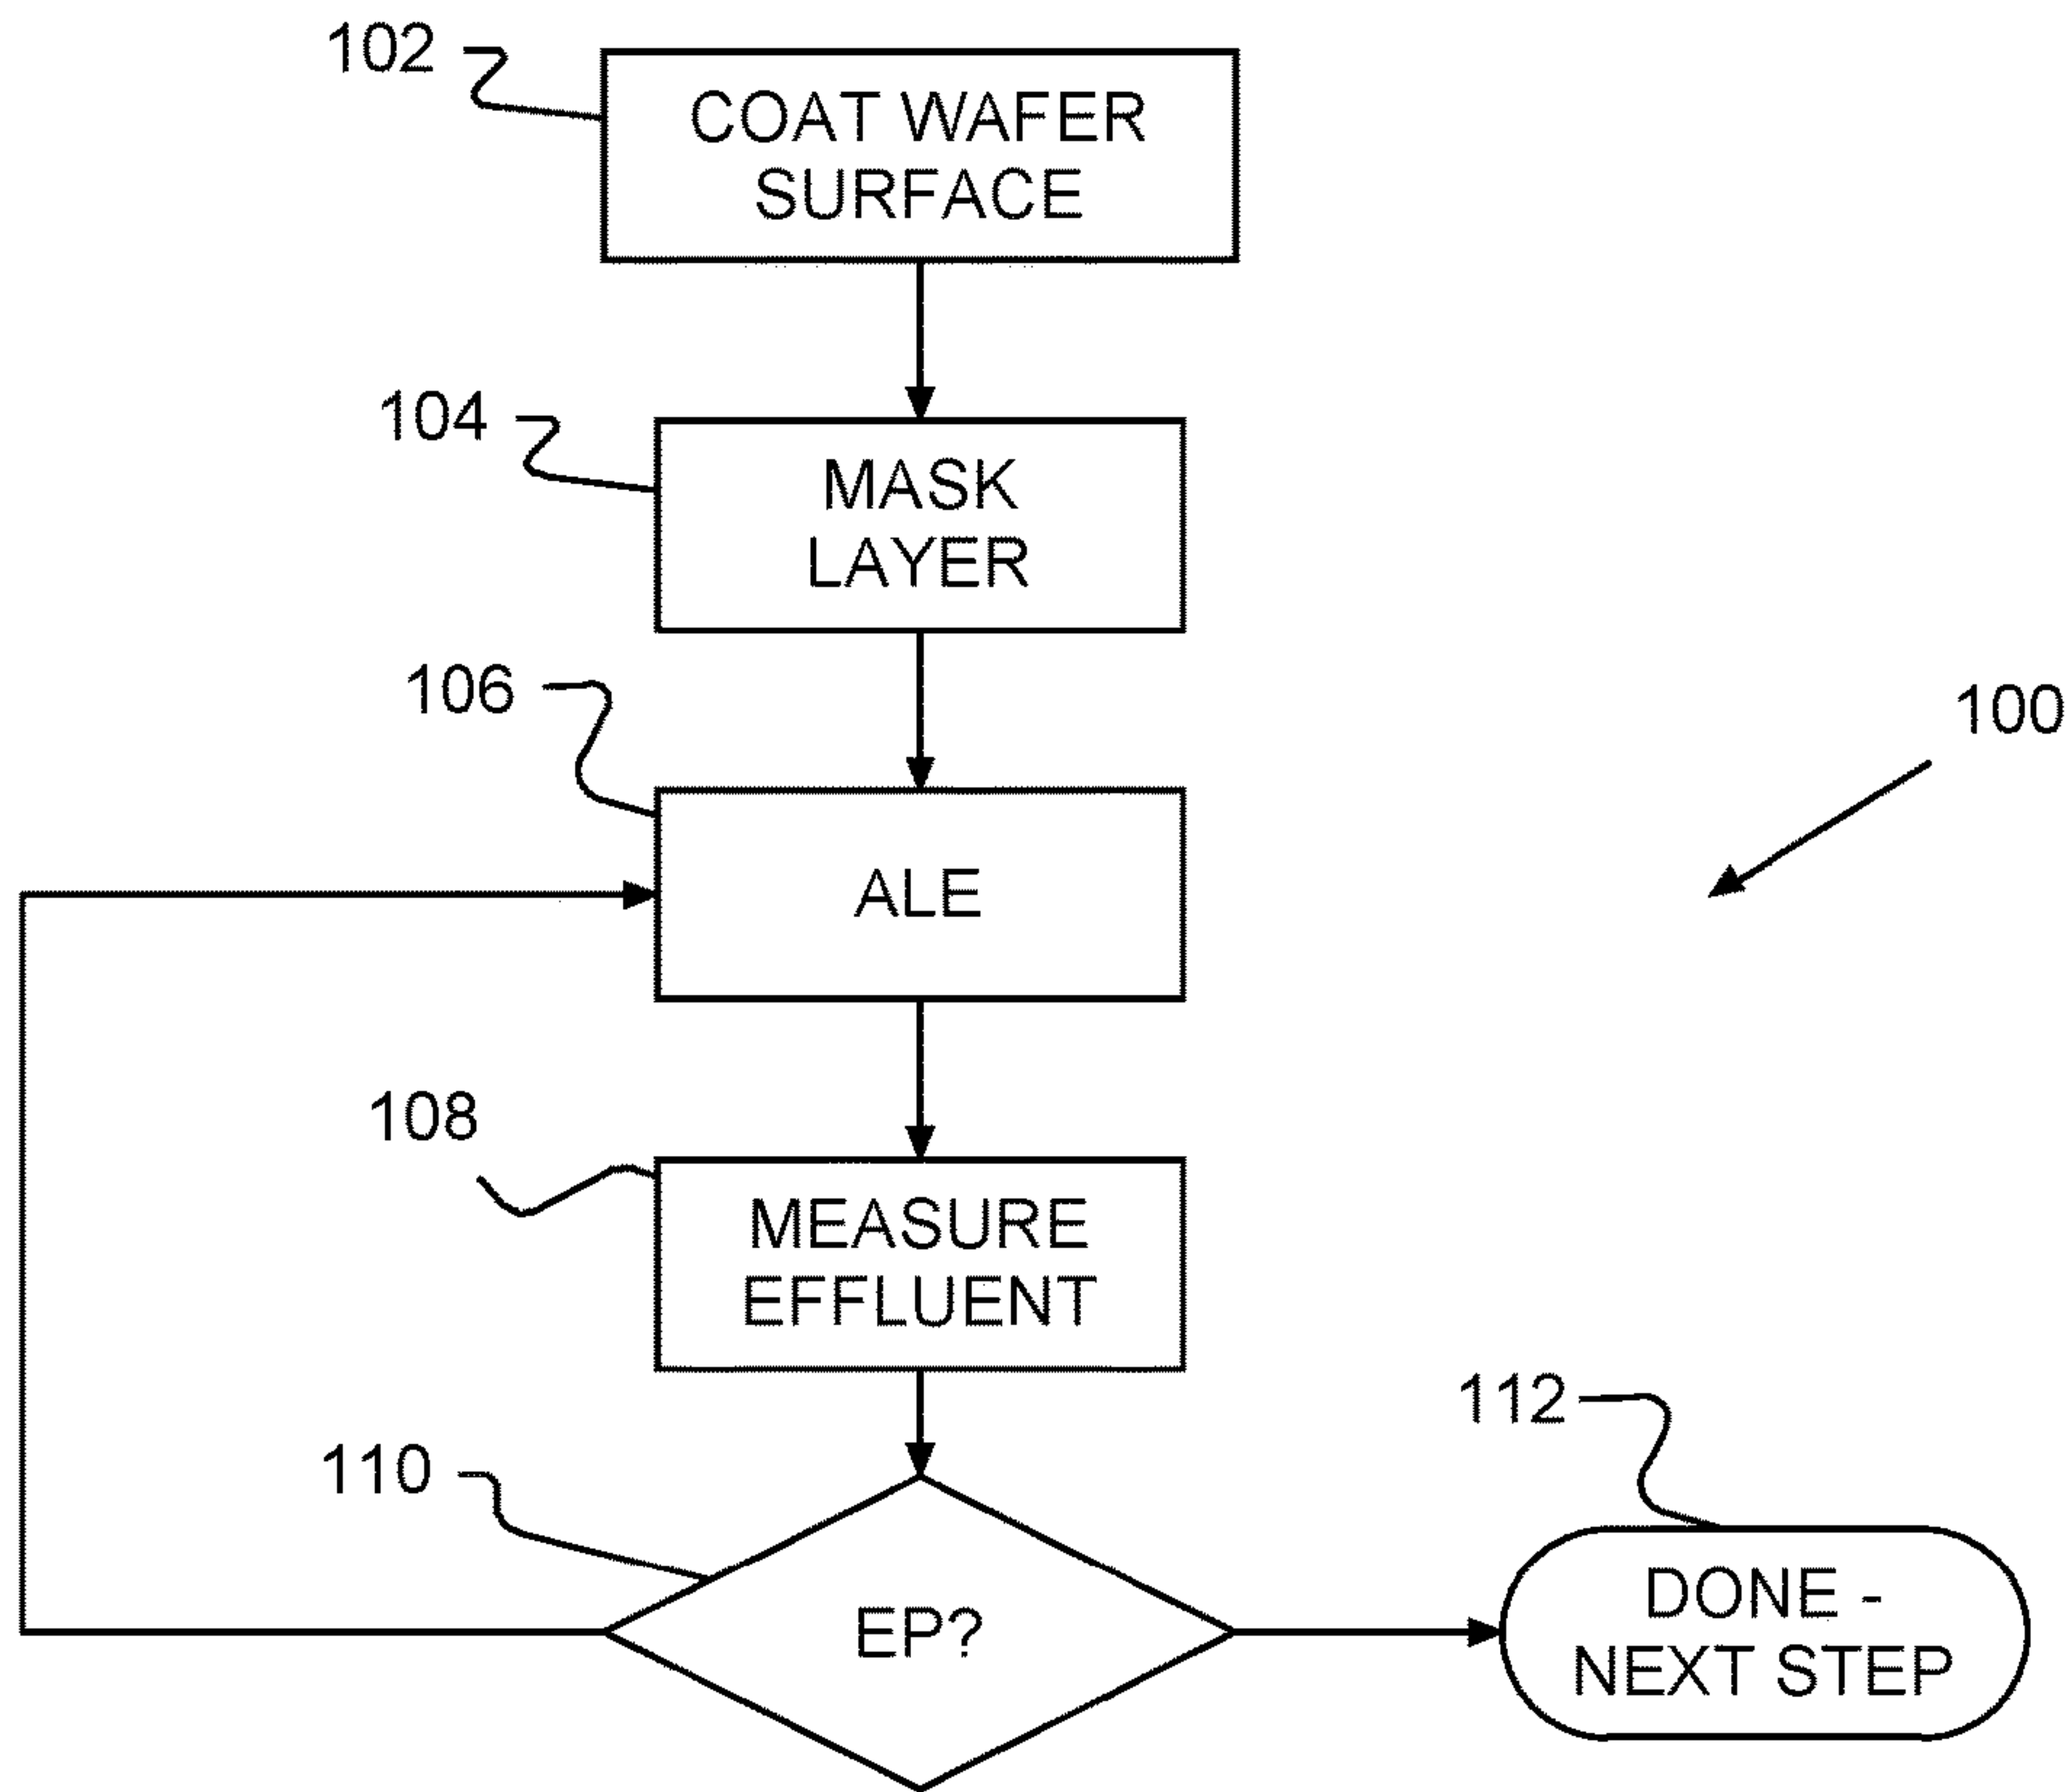 102
COAT WAFER
SURFACE
104
MASK
LAYER
106
100
ALE
108
MEASURE
EFFLUENT
112
110
EP?
DONE -
NEXT STEP